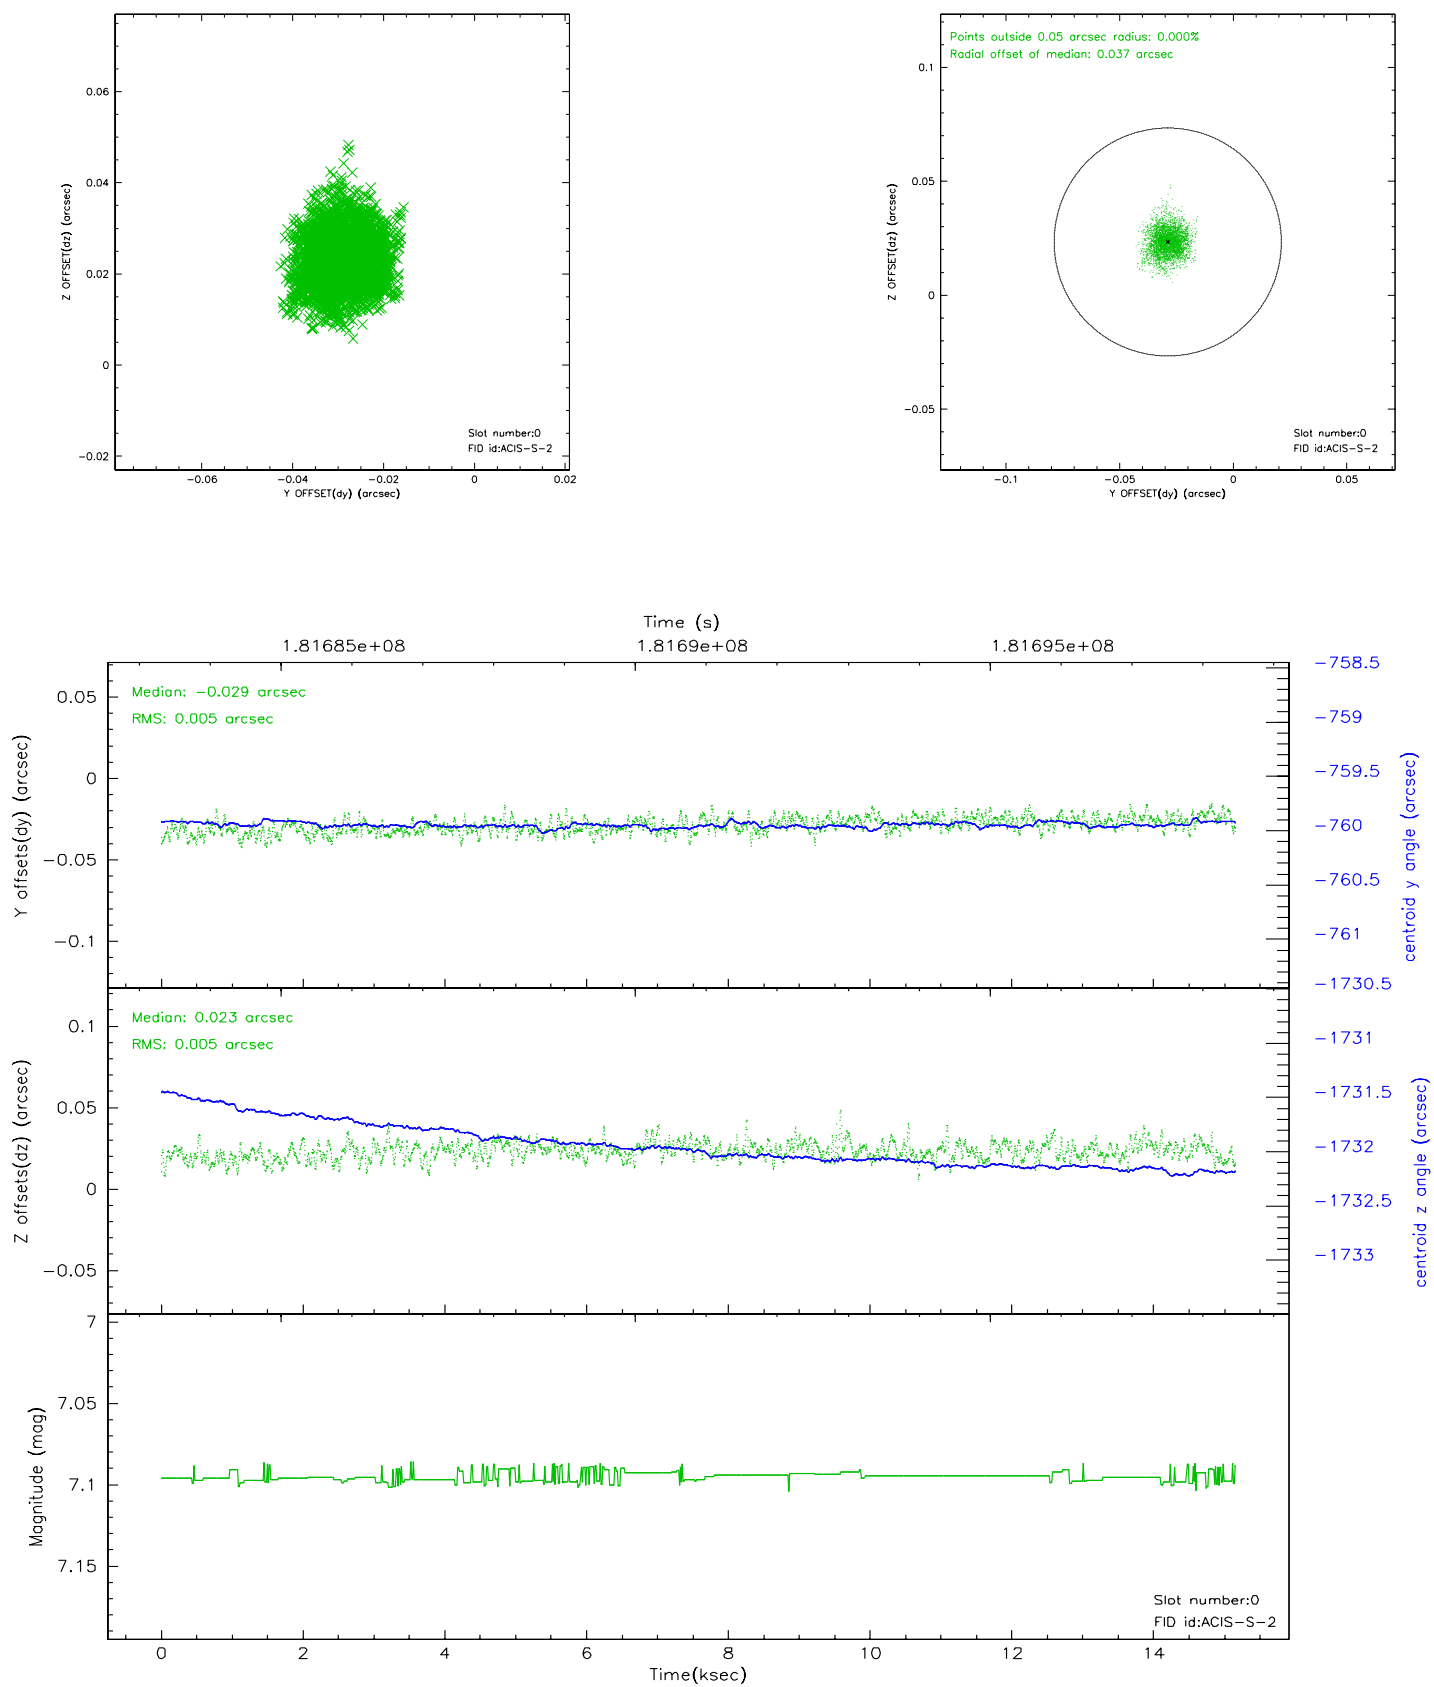 0.06
0.04
0.02
0
−0.02
Z OFFSET(dz) (arcsec)
Slot number:0
FID id:ACIS−S−2
−0.06 −0.04 −0.02 0 0.02
Y OFFSET(dy) (arcsec)
Points outside 0.05 arcsec radius: 0.000%
Radial offset of median: 0.037 arcsec
0.1
0.05
0
−0.05
Z OFFSET(dz) (arcsec)
Slot number:0
FID id:ACIS−S−2
−0.1 −0.05 0 0.05
Y OFFSET(dy) (arcsec)
Time (s)
1.81685e+08 1.8169e+08 1.81695e+08
Median: −0.029 arcsec
RMS: 0.005 arcsec
0.05
0
−0.05
−0.1
Y offsets(dy) (arcsec)
−758.5
−759
−759.5
−760
−760.5
−761
centroid y angle (arcsec)
Median: 0.023 arcsec
RMS: 0.005 arcsec
0.1
0.05
0
−0.05
Z offsets(dz) (arcsec)
−1730.5
−1731
−1731.5
−1732
−1732.5
−1733
centroid z angle (arcsec)
7
7.05
7.1
7.15
Magnitude (mag)
Slot number:0
FID id:ACIS−S−2
0 2 4 6 8 10 12 14
Time(ksec)